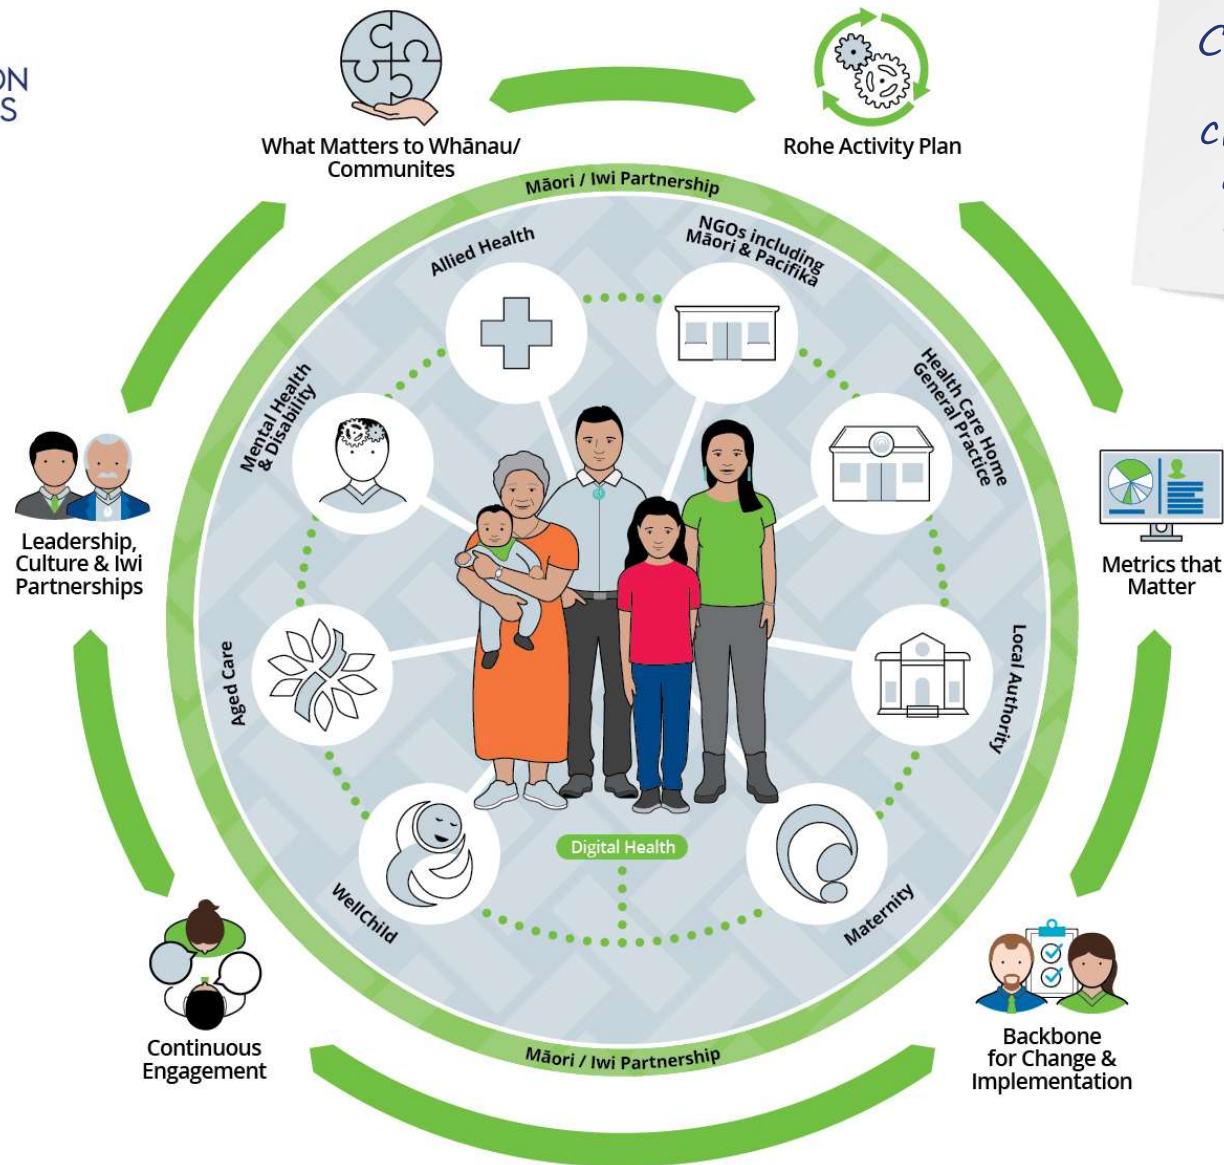 ON
S
What Matters to Whānau/
Communites
Rohe Activity Plan
Māori / Iwi Partnership
Allied Health
NGOs including
Māori & Pacifika
Mental Health
& Disability
Health Care Home
General Practice
Leadership,
Culture & Iwi
Partnerships
Metrics that
Matter
Aged Care
Local Authority
Digital Health
WellChild
Maternity
Continuous
Engagement
Māori / Iwi Partnership
Backbone
for Change &
Implementation